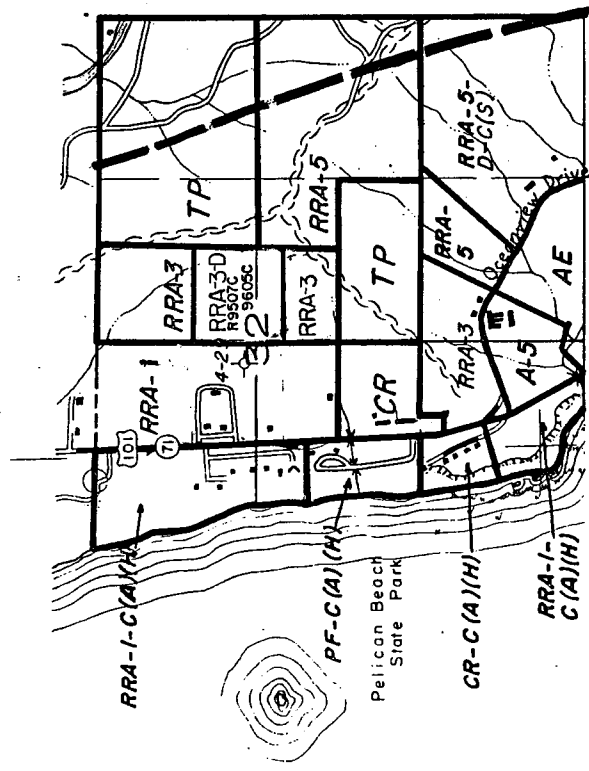 TP
RRA-5
RRA-5-
D-C(S)
RRA-3
RRA-3-D
R9507C
9605C
RRA-3
TP
RRA-
5
Oceanview Drive
AE
4-2-9
32
RRA-1
CR
RRA-3
A-5
101
71
RRA-1-C(A)(H)
PF-C(A)(H)
Pelican Beach
State Park
CR-C(A)(H)
RRA-1-
C(A)(H)